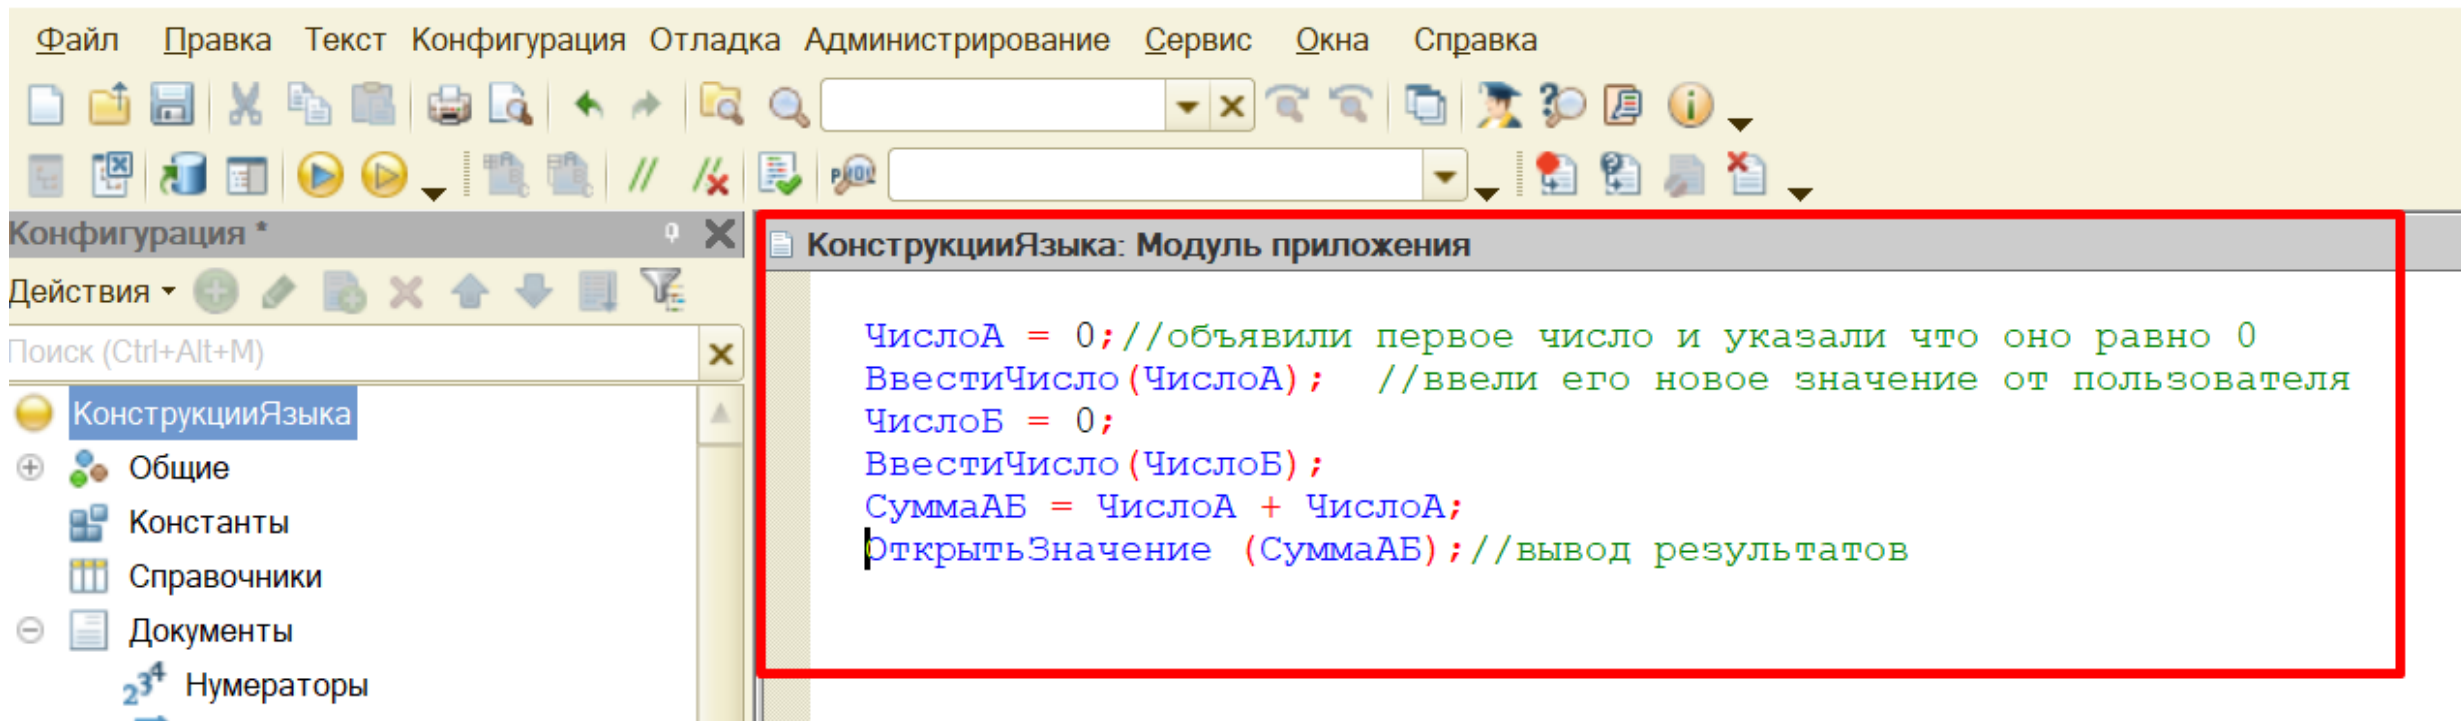 Файл Правка Текст Конфигурация Отладка Администрирование Сервис Окна Справка
Конфигурация *
Действия
Поиск (Ctrl+Alt+M)
КонструкцииЯзыка
Общие
Константы
Справочники
Документы
Нумераторы
КонструкцииЯзыка: Модуль приложения
ЧислоА = 0;//объявили первое число и указали что оно равно 0
ВвестиЧисло(ЧислоА); //ввели его новое значение от пользователя
ЧислоБ = 0;
ВвестиЧисло(ЧислоБ);
СуммаАБ = ЧислоА + ЧислоА;
ОткрытьЗначение (СуммаАБ);//вывод результатов